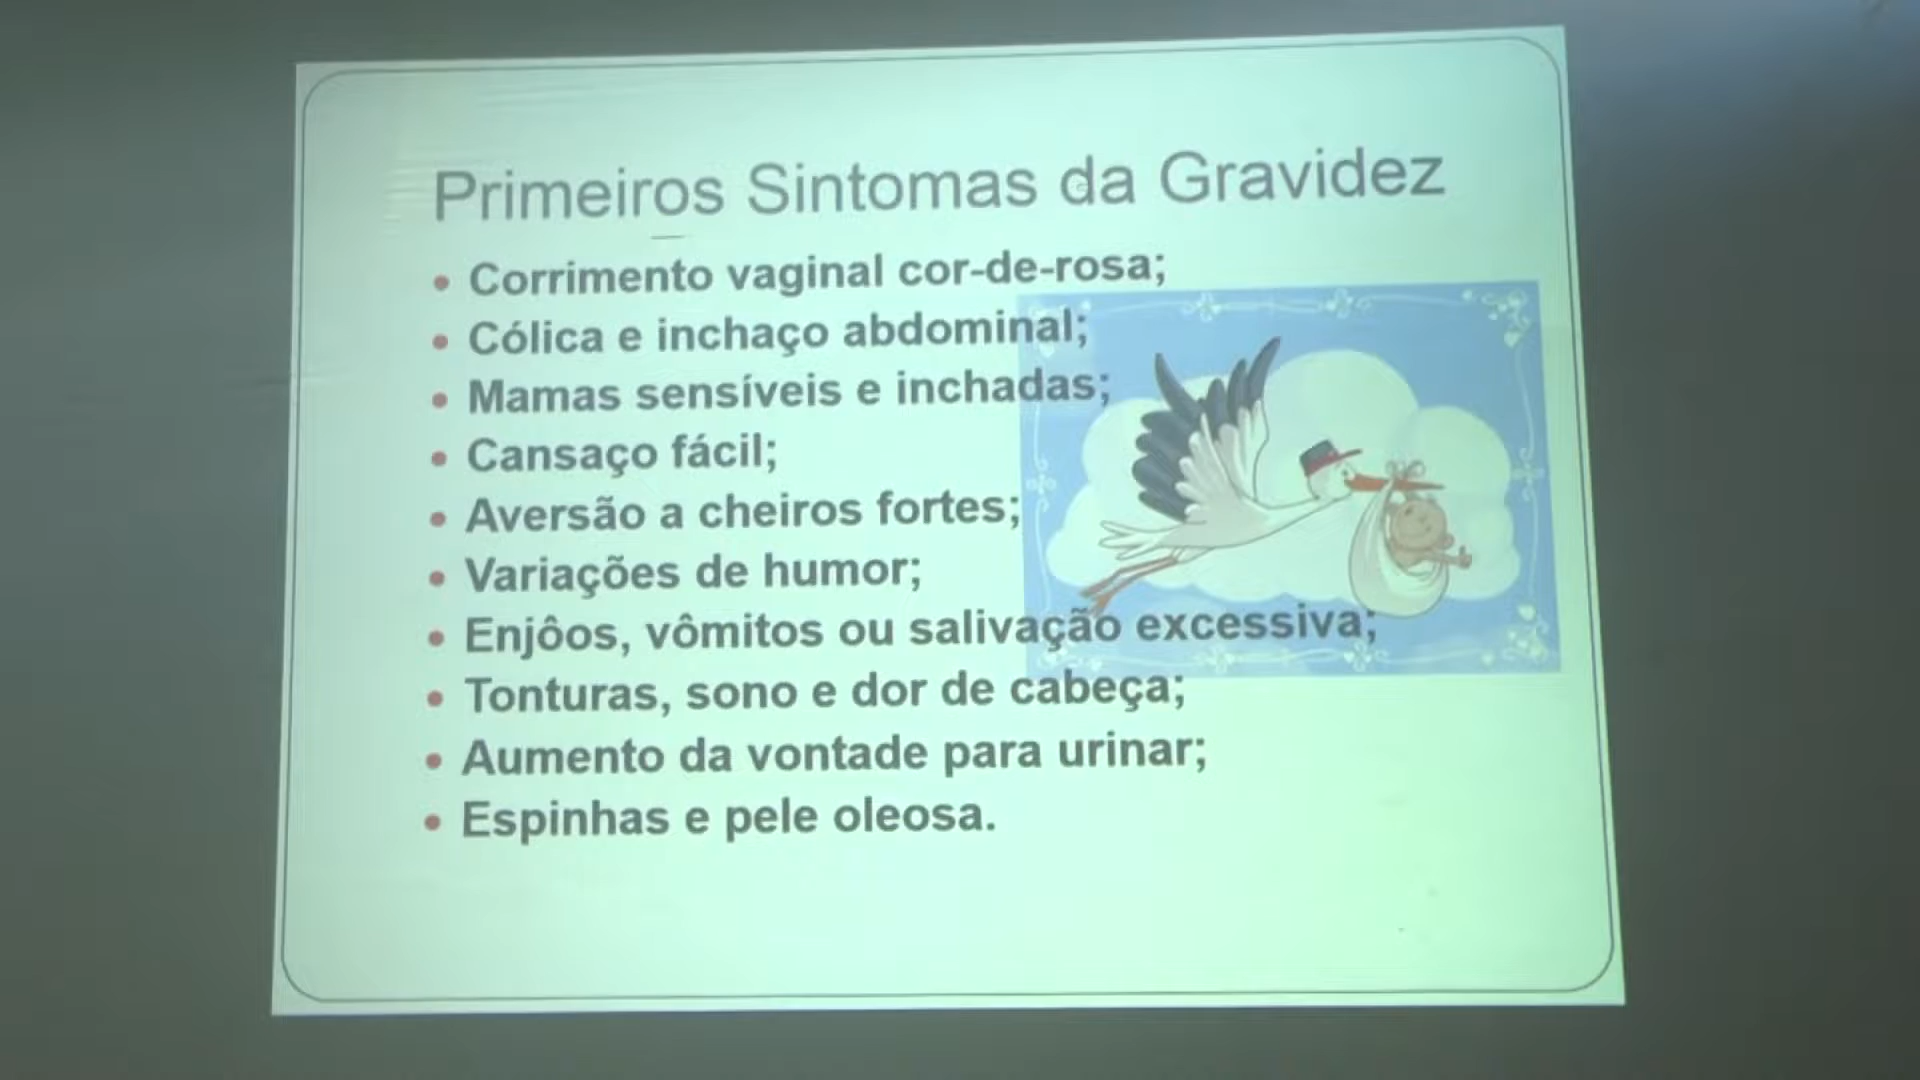 Primeiros Sintomas da Gravidez
• Corrimento vaginal cor-de-rosa;
• Cólica e inchaço abdominal;
• Mamas sensíveis e inchadas;
• Cansaço fácil;
• Aversão a cheiros fortes;
• Variações de humor;
• Enjôos, vômitos ou salivação excessiva;
• Tonturas, sono e dor de cabeça;
• Aumento da vontade para urinar;
• Espinhas e pele oleosa.